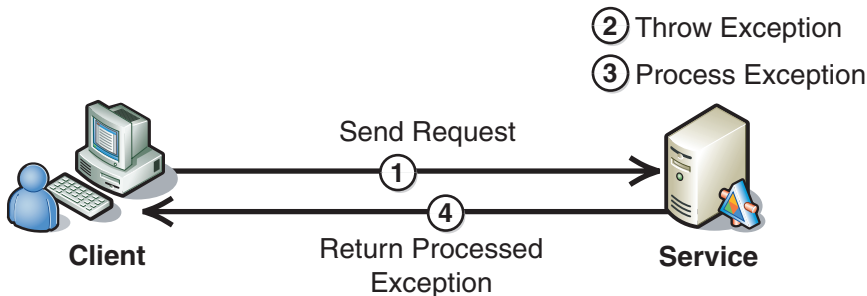 2 Throw Exception
3 Process Exception
Send Request
1
4
Return Processed
Exception
Client
Service